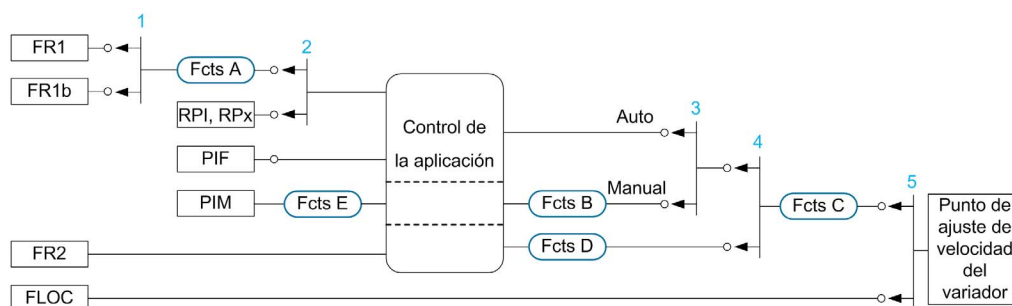 1
FR1
2
Fcts A
FR1b
3
RPI, RPx
Control de
la aplicación
Auto
4
PIF
Manual
5
PIM
Fcts E
Fcts B
Fcts C
Punto de
ajuste de
velocidad
del
variador
FR2
Fcts D
FLOC